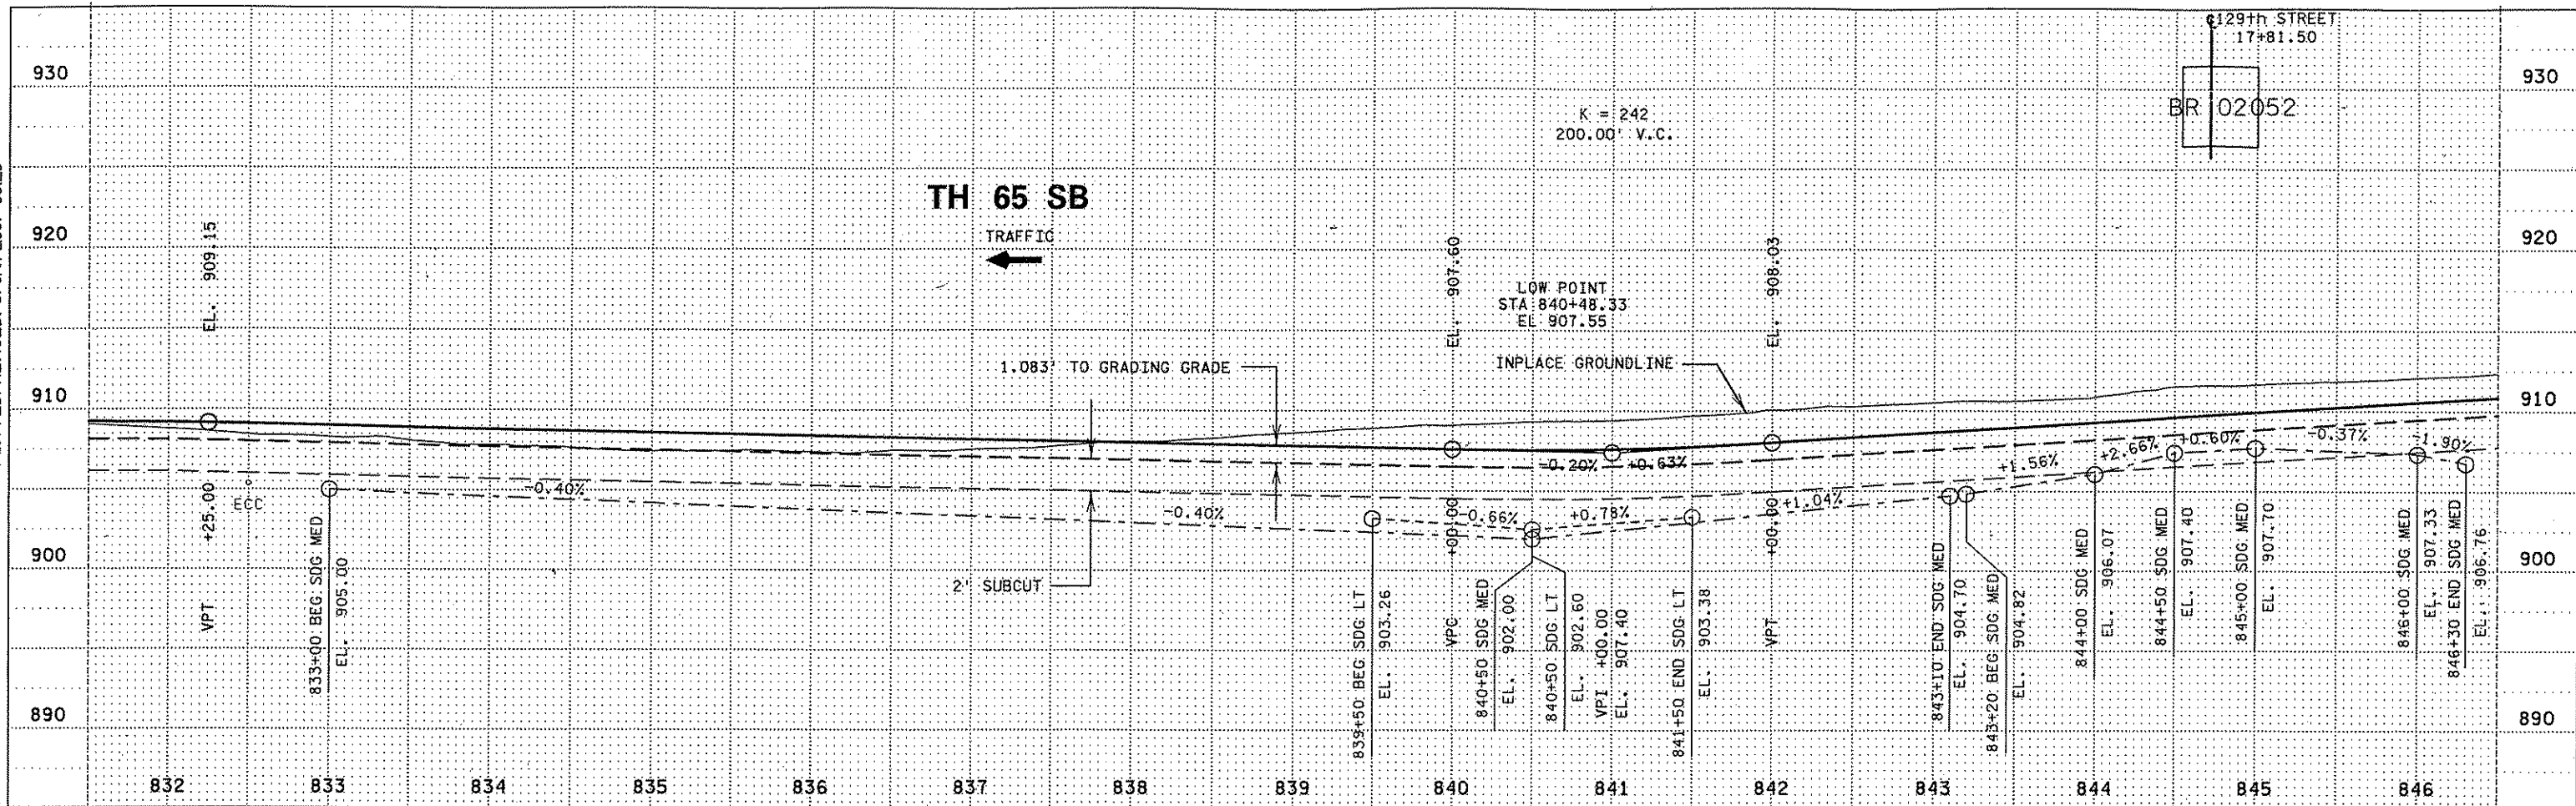 ₵129th STREET
17+81.50
930
930
BR 02052
K = 242
200.00' V.C.
TH 65 SB
TRAFFIC
920
920
EL. 909.15
EL. 907.60
EL. 908.03
LOW POINT
STA 840+48.33
EL 907.55
1.083' TO GRADING GRADE
INPLACE GROUNDLINE
910
910
-0.20%
+0.63%
+1.56%
+2.66%
+0.60%
-0.37%
-1.90%
-0.40%
-0.40%
-0.66%
+0.78%
+1.04%
ECC
VPT +25.00
900
900
2' SUBCUT
833+00 BEG SDG MED
EL. 905.00
839+50 BEG SDG LT
EL. 903.26
VPC +00.00
840+50 SDG MED
EL. 902.00
840+50 SDG LT
EL. 902.60
VPI +00.00
EL. 907.40
841+50 END SDG LT
EL. 903.38
VPT +00.00
843+10 END SDG MED
EL. 904.70
843+20 BEG SDG MED
EL. 904.82
844+00 SDG MED
EL. 906.07
844+50 SDG MED
EL. 907.40
845+00 SDG MED
EL. 907.70
846+00 SDG MED
EL. 907.33
846+30 END SDG MED
EL. 906.76
890
890
832 833 834 835 836 837 838 839 840 841 842 843 844 845 846